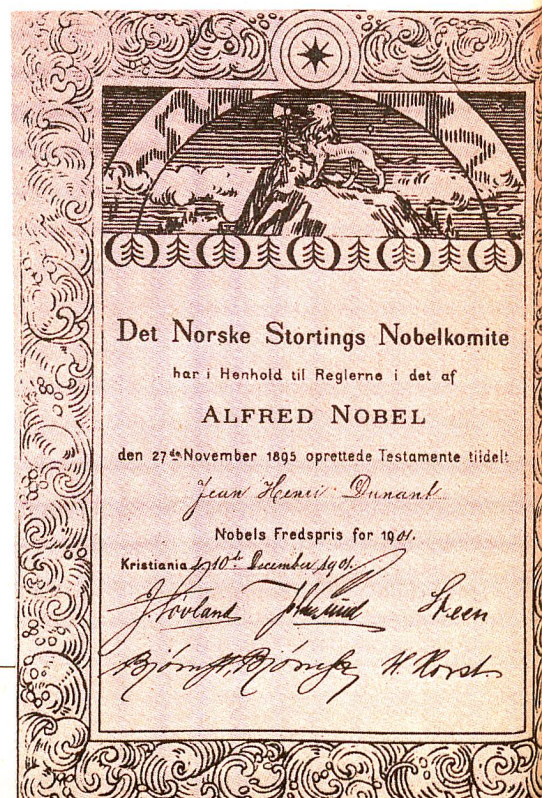 Det Norske Stortings Nobelkomite
har i Henhold til Reglerne i det af
ALFRED NOBEL
den 27de November 1895 oprettede Testamente tildelt
Jean Henri Dunant
Nobels Fredspris for 1901.
Kristiania d. 10de December 1901.
J. Løvland Steen
Bjørnst. Bjørnson H. Horst